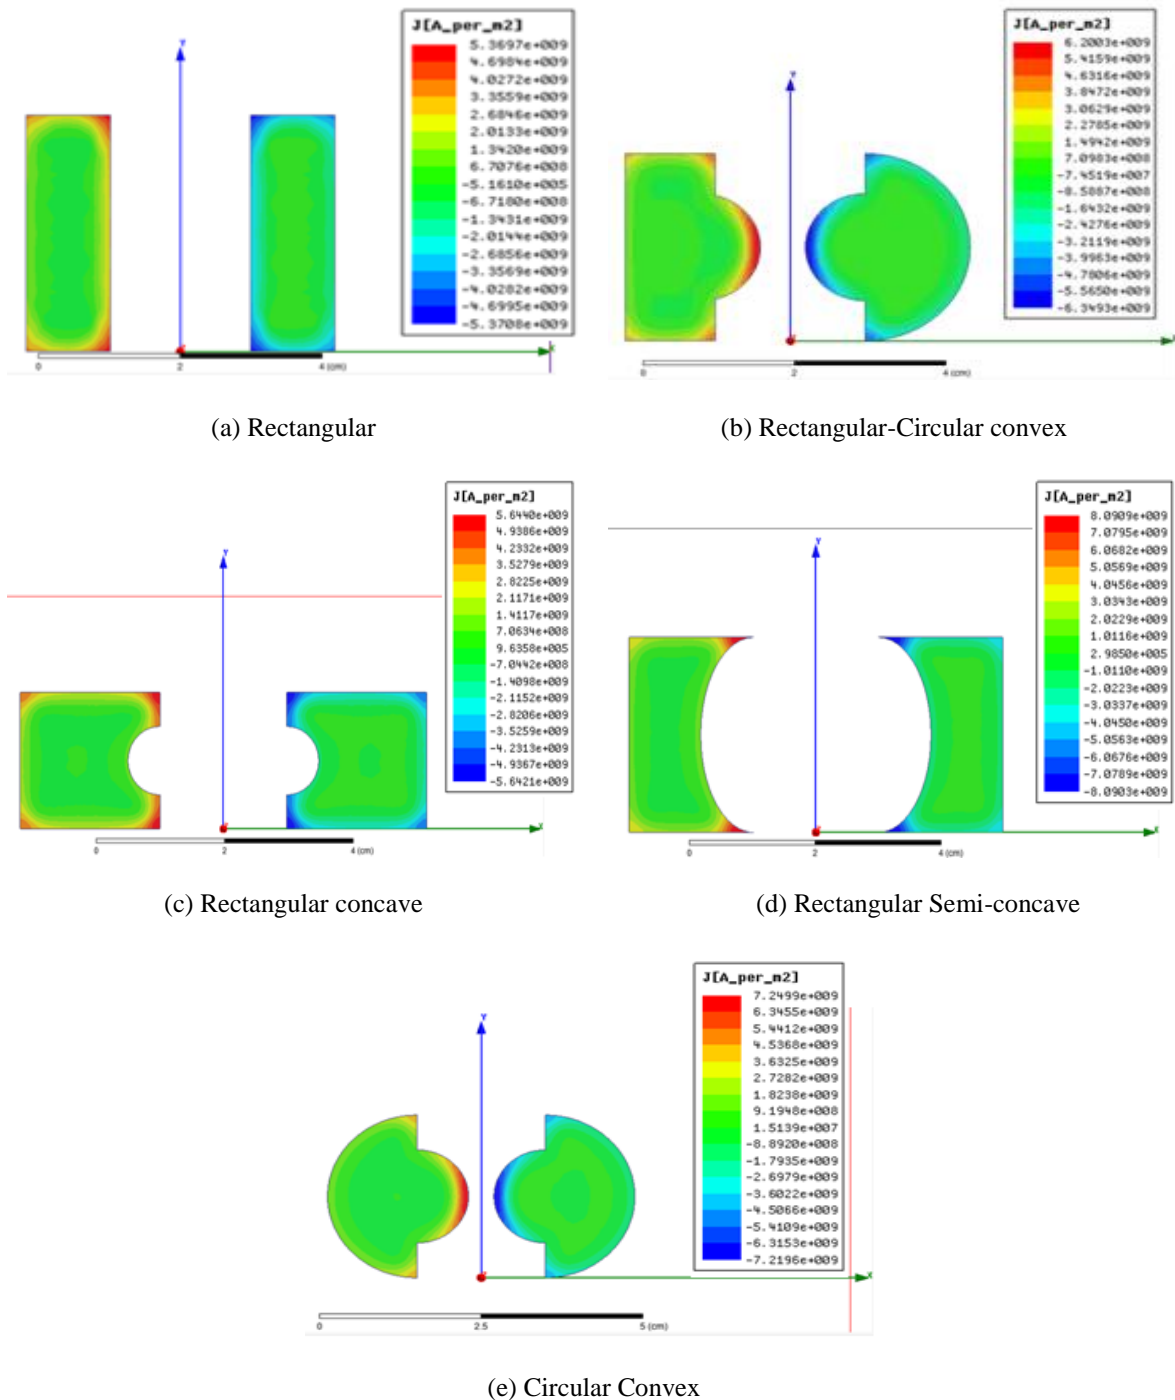 J[A_per_m2]
5.3697e+009
4.6984e+009
4.0272e+009
3.3559e+009
2.6846e+009
2.0133e+009
1.3420e+009
6.7076e+008
-5.1610e+005
-6.7180e+008
-1.3431e+009
-2.0144e+009
-2.6856e+009
-3.3569e+009
-4.0282e+009
-4.6995e+009
-5.3708e+009
Y
X
0 2 4 (cm)
(a) Rectangular
J[A_per_m2]
6.2003e+009
5.4159e+009
4.6316e+009
3.8472e+009
3.0629e+009
2.2785e+009
1.4942e+009
7.0983e+008
-7.4519e+007
-8.5887e+008
-1.6432e+009
-2.4276e+009
-3.2119e+009
-3.9963e+009
-4.7806e+009
-5.5650e+009
-6.3493e+009
Y
X
0 2 4 (cm)
(b) Rectangular-Circular convex
J[A_per_m2]
5.6440e+009
4.9386e+009
4.2332e+009
3.5279e+009
2.8225e+009
2.1171e+009
1.4117e+009
7.0634e+008
9.6358e+005
-7.0442e+008
-1.4098e+009
-2.1152e+009
-2.8206e+009
-3.5259e+009
-4.2313e+009
-4.9367e+009
-5.6421e+009
Y
X
0 2 4 (cm)
(c) Rectangular concave
J[A_per_m2]
8.0909e+009
7.0795e+009
6.0682e+009
5.0569e+009
4.0456e+009
3.0343e+009
2.0229e+009
1.0116e+009
2.9850e+005
-1.0110e+009
-2.0223e+009
-3.0337e+009
-4.0450e+009
-5.0563e+009
-6.0676e+009
-7.0789e+009
-8.0903e+009
Y
X
0 2 4 (cm)
(d) Rectangular Semi-concave
J[A_per_m2]
7.2499e+009
6.3455e+009
5.4412e+009
4.5368e+009
3.6325e+009
2.7282e+009
1.8238e+009
9.1948e+008
1.5139e+007
-8.8920e+008
-1.7935e+009
-2.6979e+009
-3.6022e+009
-4.5066e+009
-5.4109e+009
-6.3153e+009
-7.2196e+009
Y
X
0 2.5 5 (cm)
(e) Circular Convex